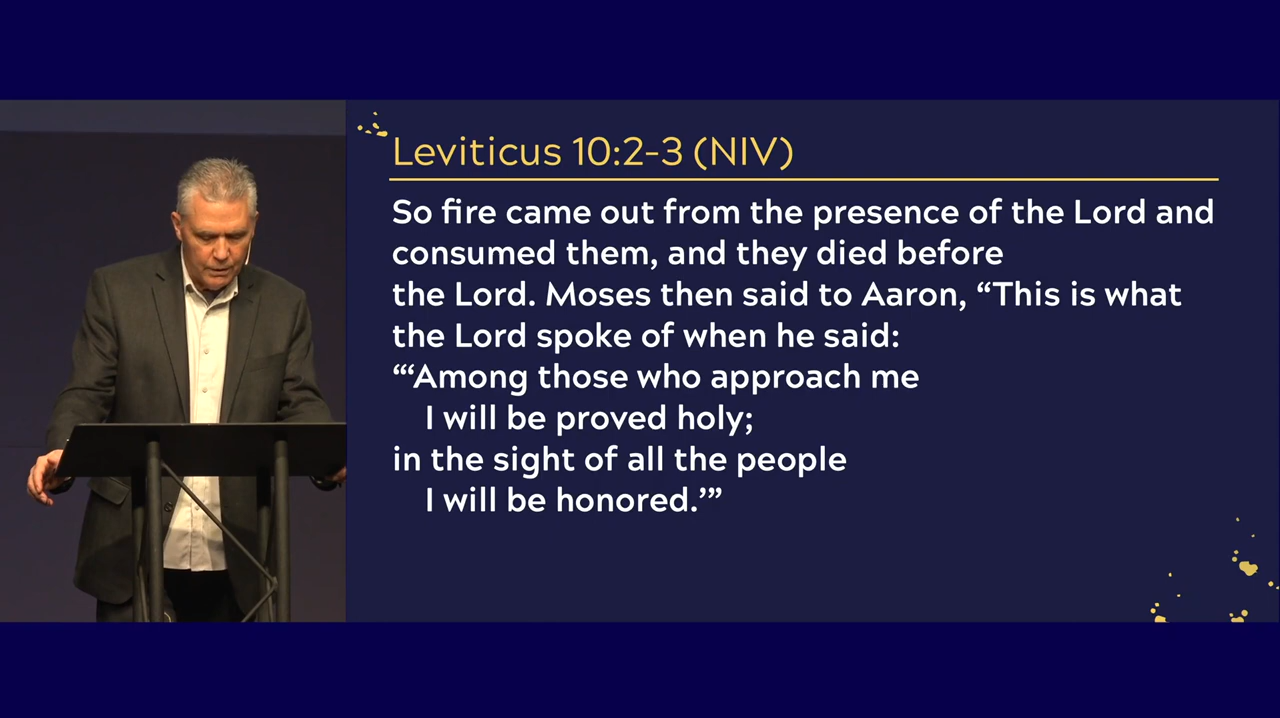 Leviticus 10:2-3 (NIV)
So fire came out from the presence of the Lord and
consumed them, and they died before
the Lord. Moses then said to Aaron, “This is what
the Lord spoke of when he said:
“‘Among those who approach me
I will be proved holy;
in the sight of all the people
I will be honored.’”